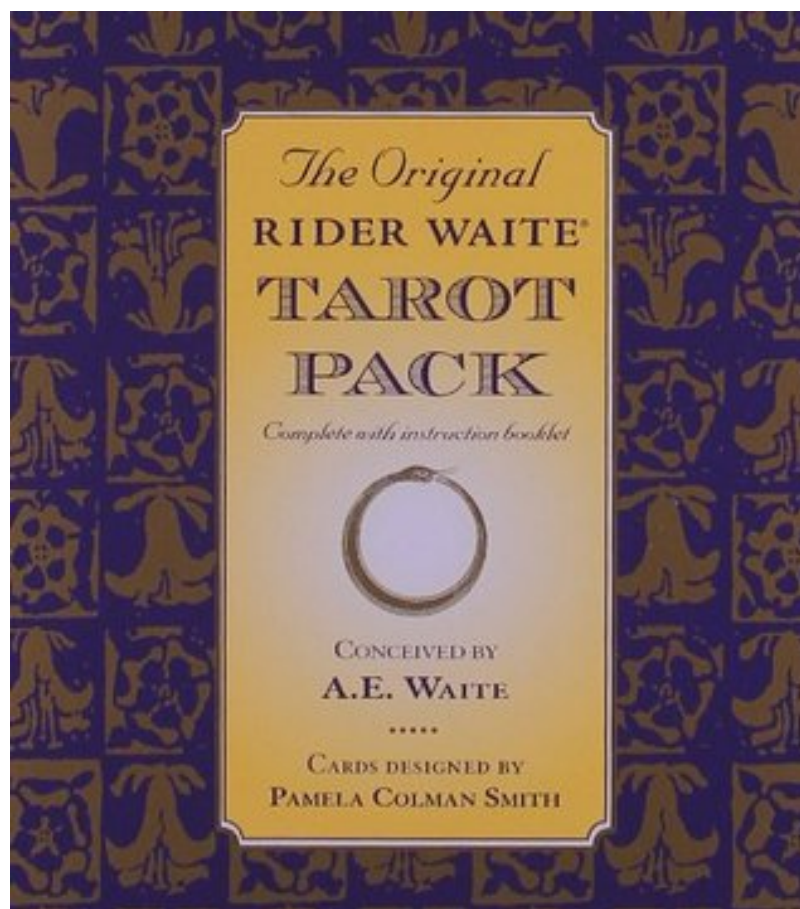 The Original
RIDER WAITE®
TAROT
PACK
Complete with instruction booklet
CONCEIVED BY
A.E. WAITE
•••••
CARDS DESIGNED BY
PAMELA COLMAN SMITH